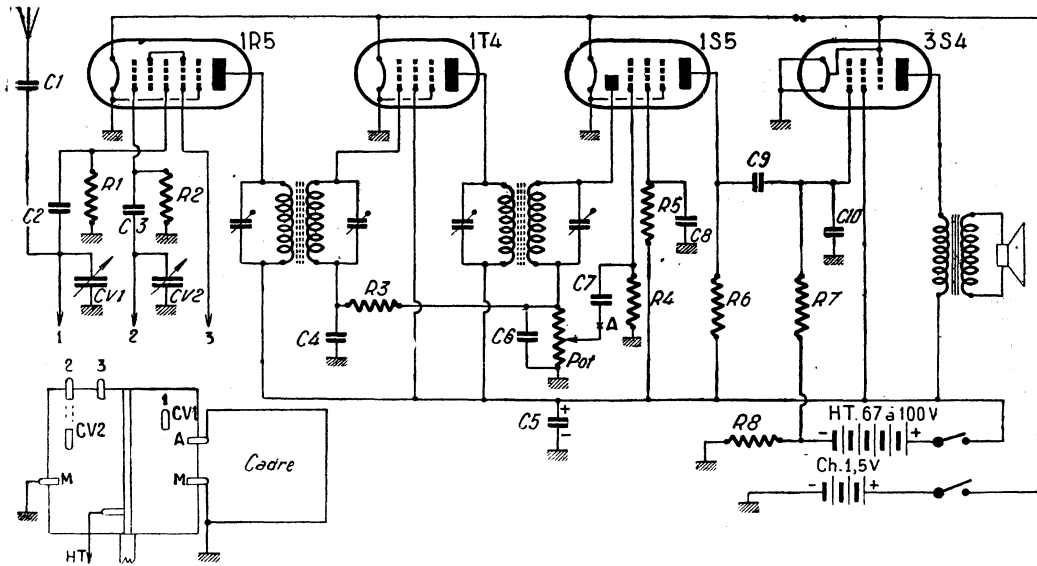 1R5
1T4
1S5
3S4
C1
C2
R1
C3
R2
CV1
CV2
1
2
3
R3
C4
C6
Pot
C7
A
R4
R5
C8
R6
C9
C10
R7
C5
+
-
R8
HT. 67 à 100 V
- +
Ch. 1,5V
- +
2 3
1
CV1
CV2
A
M
M
Cadre
HT